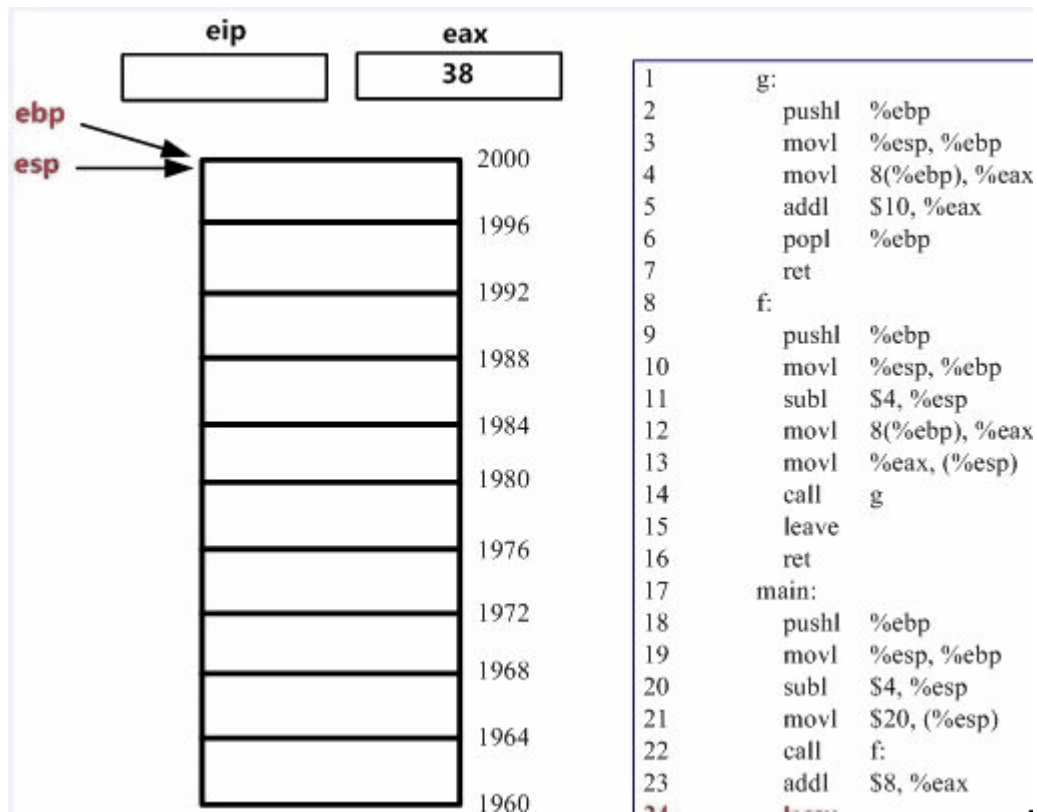 eip eax
38
ebp
esp
2000
1996
1992
1988
1984
1980
1976
1972
1968
1964
1960
1 g:
2 pushl %ebp
3 movl %esp, %ebp
4 movl 8(%ebp), %eax
5 addl $10, %eax
6 popl %ebp
7 ret
8 f:
9 pushl %ebp
10 movl %esp, %ebp
11 subl $4, %esp
12 movl 8(%ebp), %eax
13 movl %eax, (%esp)
14 call g
15 leave
16 ret
17 main:
18 pushl %ebp
19 movl %esp, %ebp
20 subl $4, %esp
21 movl $20, (%esp)
22 call f:
23 addl $8, %eax